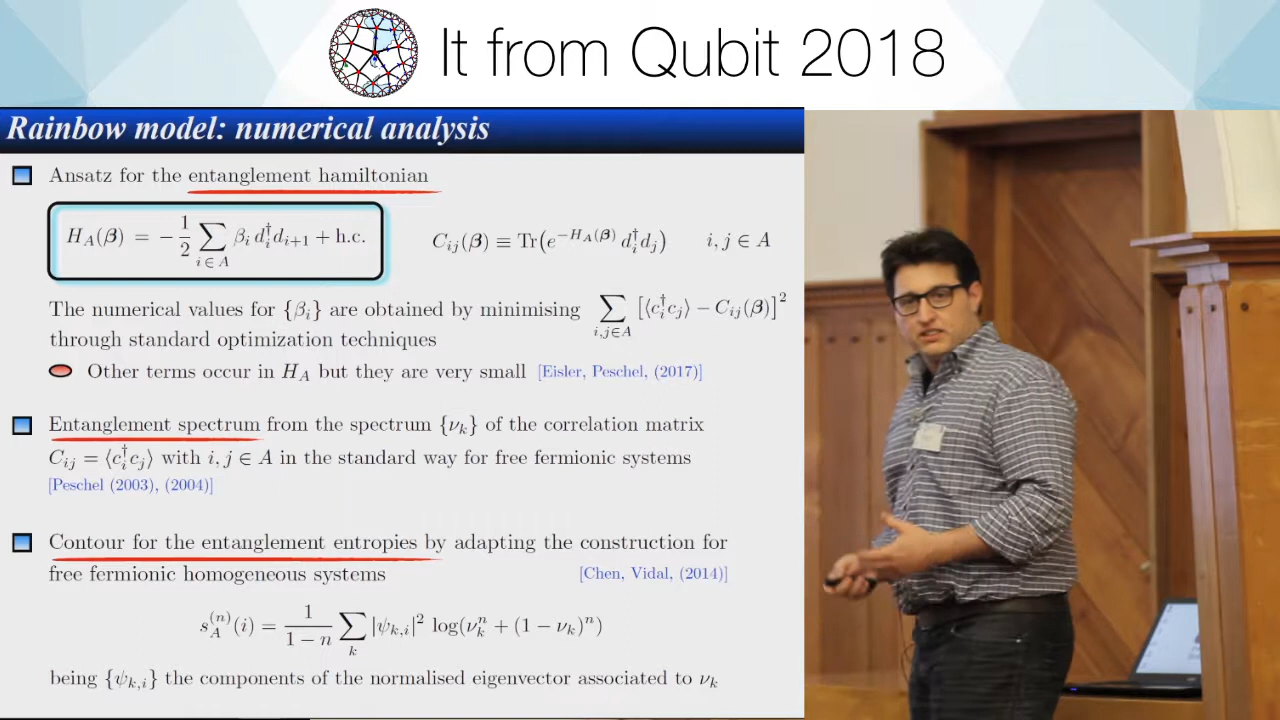 It from Qubit 2018
Rainbow model: numerical analysis
Ansatz for the entanglement hamiltonian
H_A(β) = −1/2 ∑_{i∈A} β_i d_i† d_{i+1} + h.c.   C_ij(β) ≡ Tr(e^{−H_A(β)} d_i† d_j)   i, j ∈ A
The numerical values for {β_i} are obtained by minimising ∑_{i,j∈A} [⟨c_i† c_j⟩ − C_ij(β)]²
through standard optimization techniques
Other terms occur in H_A but they are very small [Eisler, Peschel, (2017)]
Entanglement spectrum from the spectrum {ν_k} of the correlation matrix
C_ij = ⟨c_i† c_j⟩ with i, j ∈ A in the standard way for free fermionic systems
[Peschel (2003), (2004)]
Contour for the entanglement entropies by adapting the construction for
free fermionic homogeneous systems [Chen, Vidal, (2014)]
s_A^{(n)}(i) = 1/(1 − n) ∑_k |ψ_{k,i}|² log(ν_k^n + (1 − ν_k)^n)
being {ψ_{k,i}} the components of the normalised eigenvector associated to ν_k